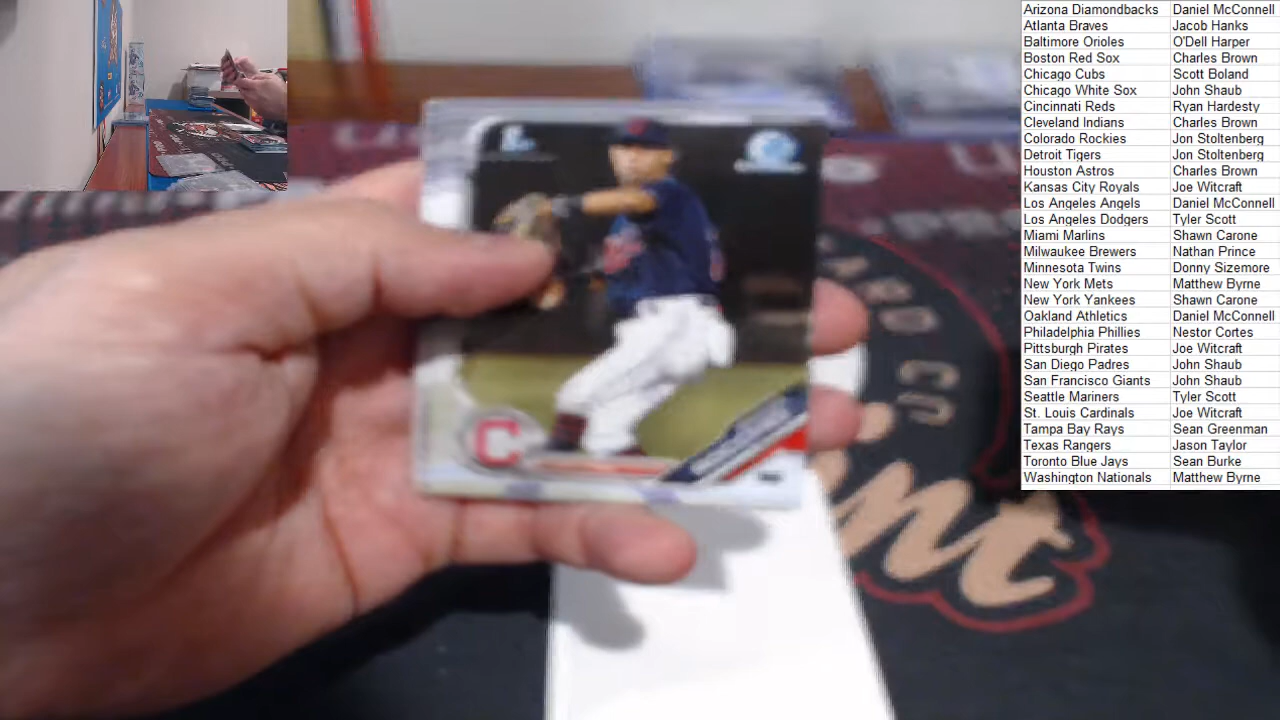 Arizona Diamondbacks Daniel McConnell
Atlanta Braves Jacob Hanks
Baltimore Orioles O'Dell Harper
Boston Red Sox Charles Brown
Chicago Cubs Scott Boland
Chicago White Sox John Shaub
Cincinnati Reds Ryan Hardesty
Cleveland Indians Charles Brown
Colorado Rockies Jon Stoltenberg
Detroit Tigers Jon Stoltenberg
Houston Astros Charles Brown
Kansas City Royals Joe Witcraft
Los Angeles Angels Daniel McConnell
Los Angeles Dodgers Tyler Scott
Miami Marlins Shawn Carone
Milwaukee Brewers Nathan Prince
Minnesota Twins Donny Sizemore
New York Mets Matthew Byrne
New York Yankees Shawn Carone
Oakland Athletics Daniel McConnell
Philadelphia Phillies Nestor Cortes
Pittsburgh Pirates Joe Witcraft
San Diego Padres John Shaub
San Francisco Giants John Shaub
Seattle Mariners Tyler Scott
St. Louis Cardinals Joe Witcraft
Tampa Bay Rays Sean Greenman
Texas Rangers Jason Taylor
Toronto Blue Jays Sean Burke
Washington Nationals Matthew Byrne
C